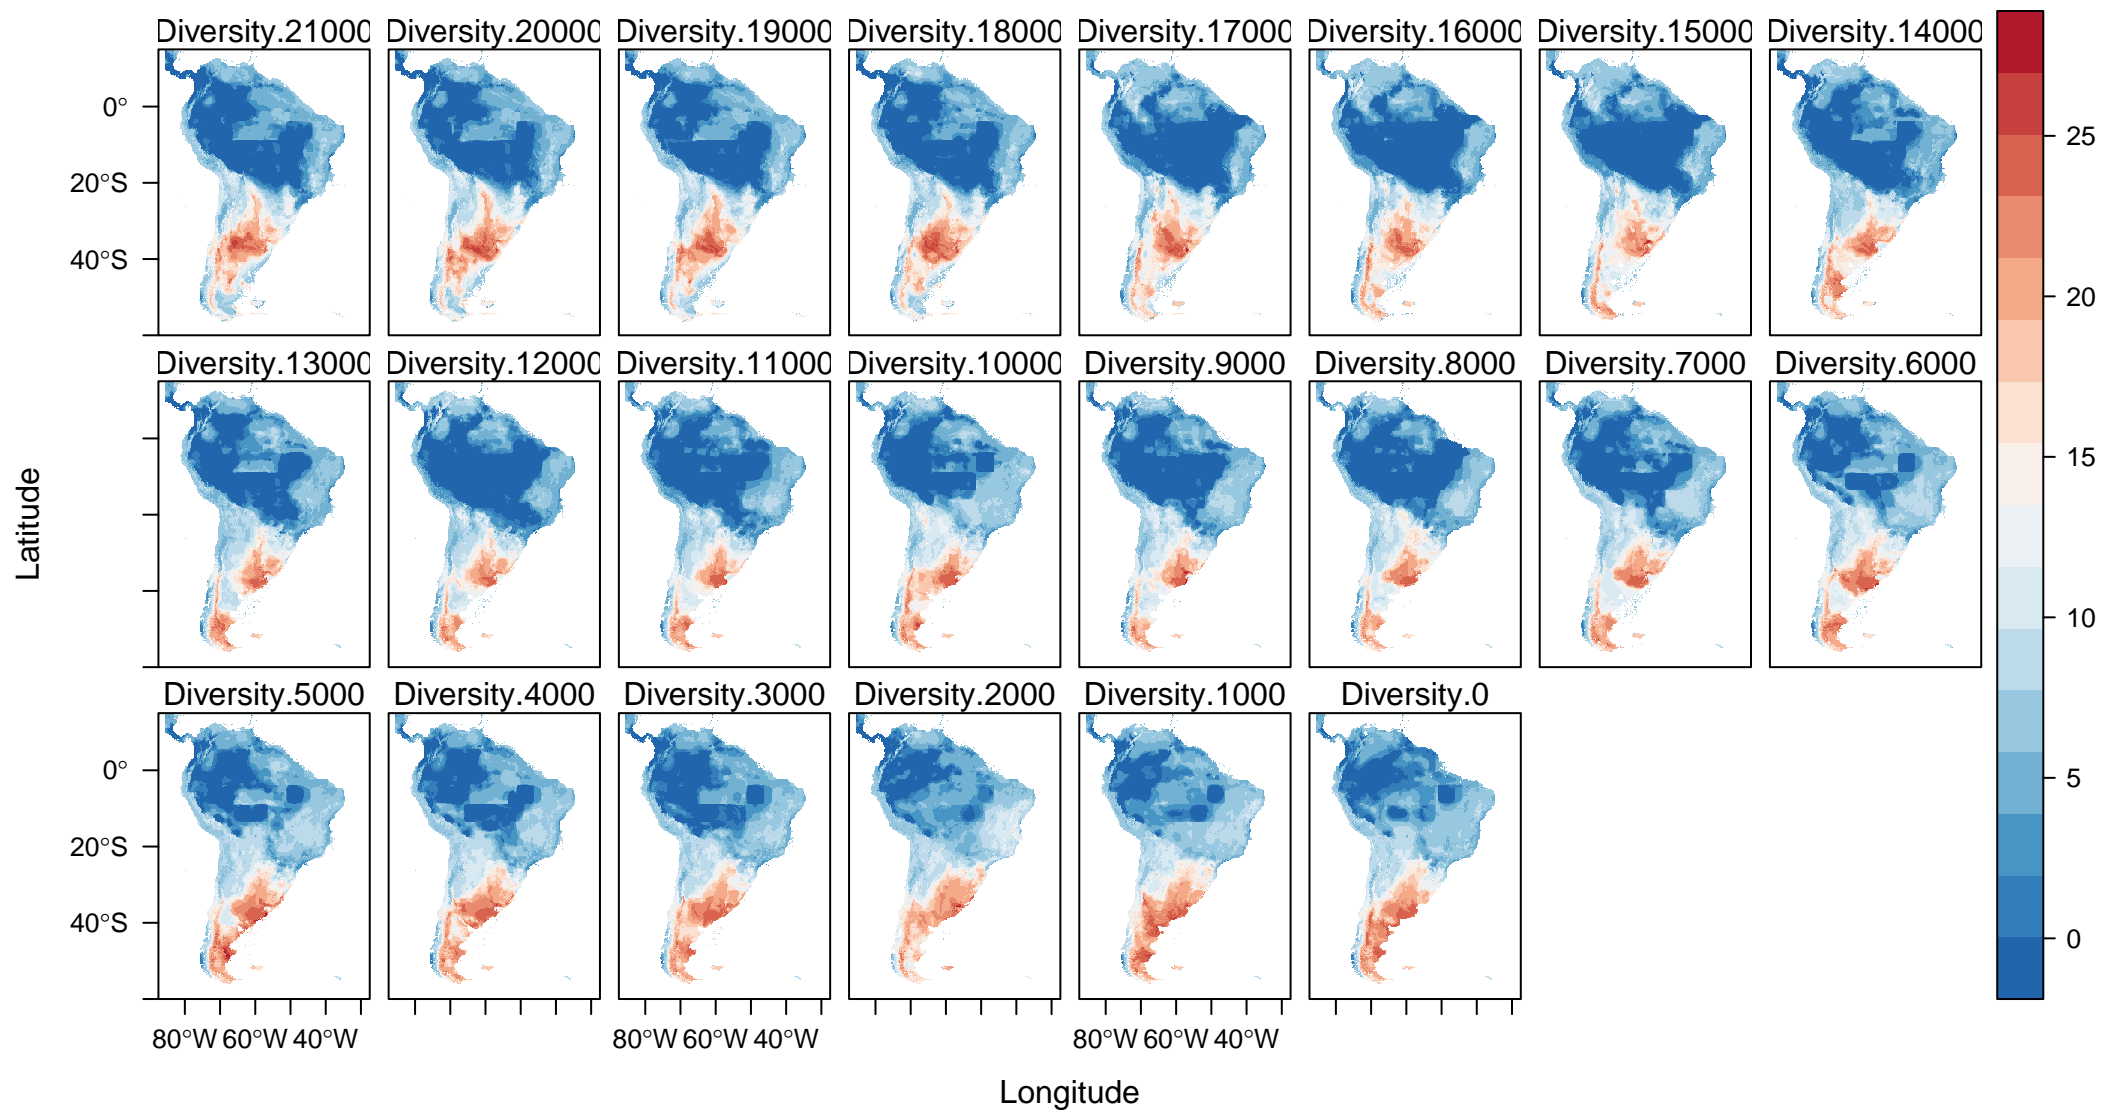 Diversity.21000 Diversity.20000 Diversity.19000 Diversity.18000 Diversity.17000 Diversity.16000 Diversity.15000 Diversity.14000
0°
20°S
40°S
Diversity.13000 Diversity.12000 Diversity.11000 Diversity.10000 Diversity.9000 Diversity.8000 Diversity.7000 Diversity.6000
Diversity.5000 Diversity.4000 Diversity.3000 Diversity.2000 Diversity.1000 Diversity.0
0°
20°S
40°S
80°W 60°W 40°W 80°W 60°W 40°W 80°W 60°W 40°W
Latitude
Longitude
25
20
15
10
5
0